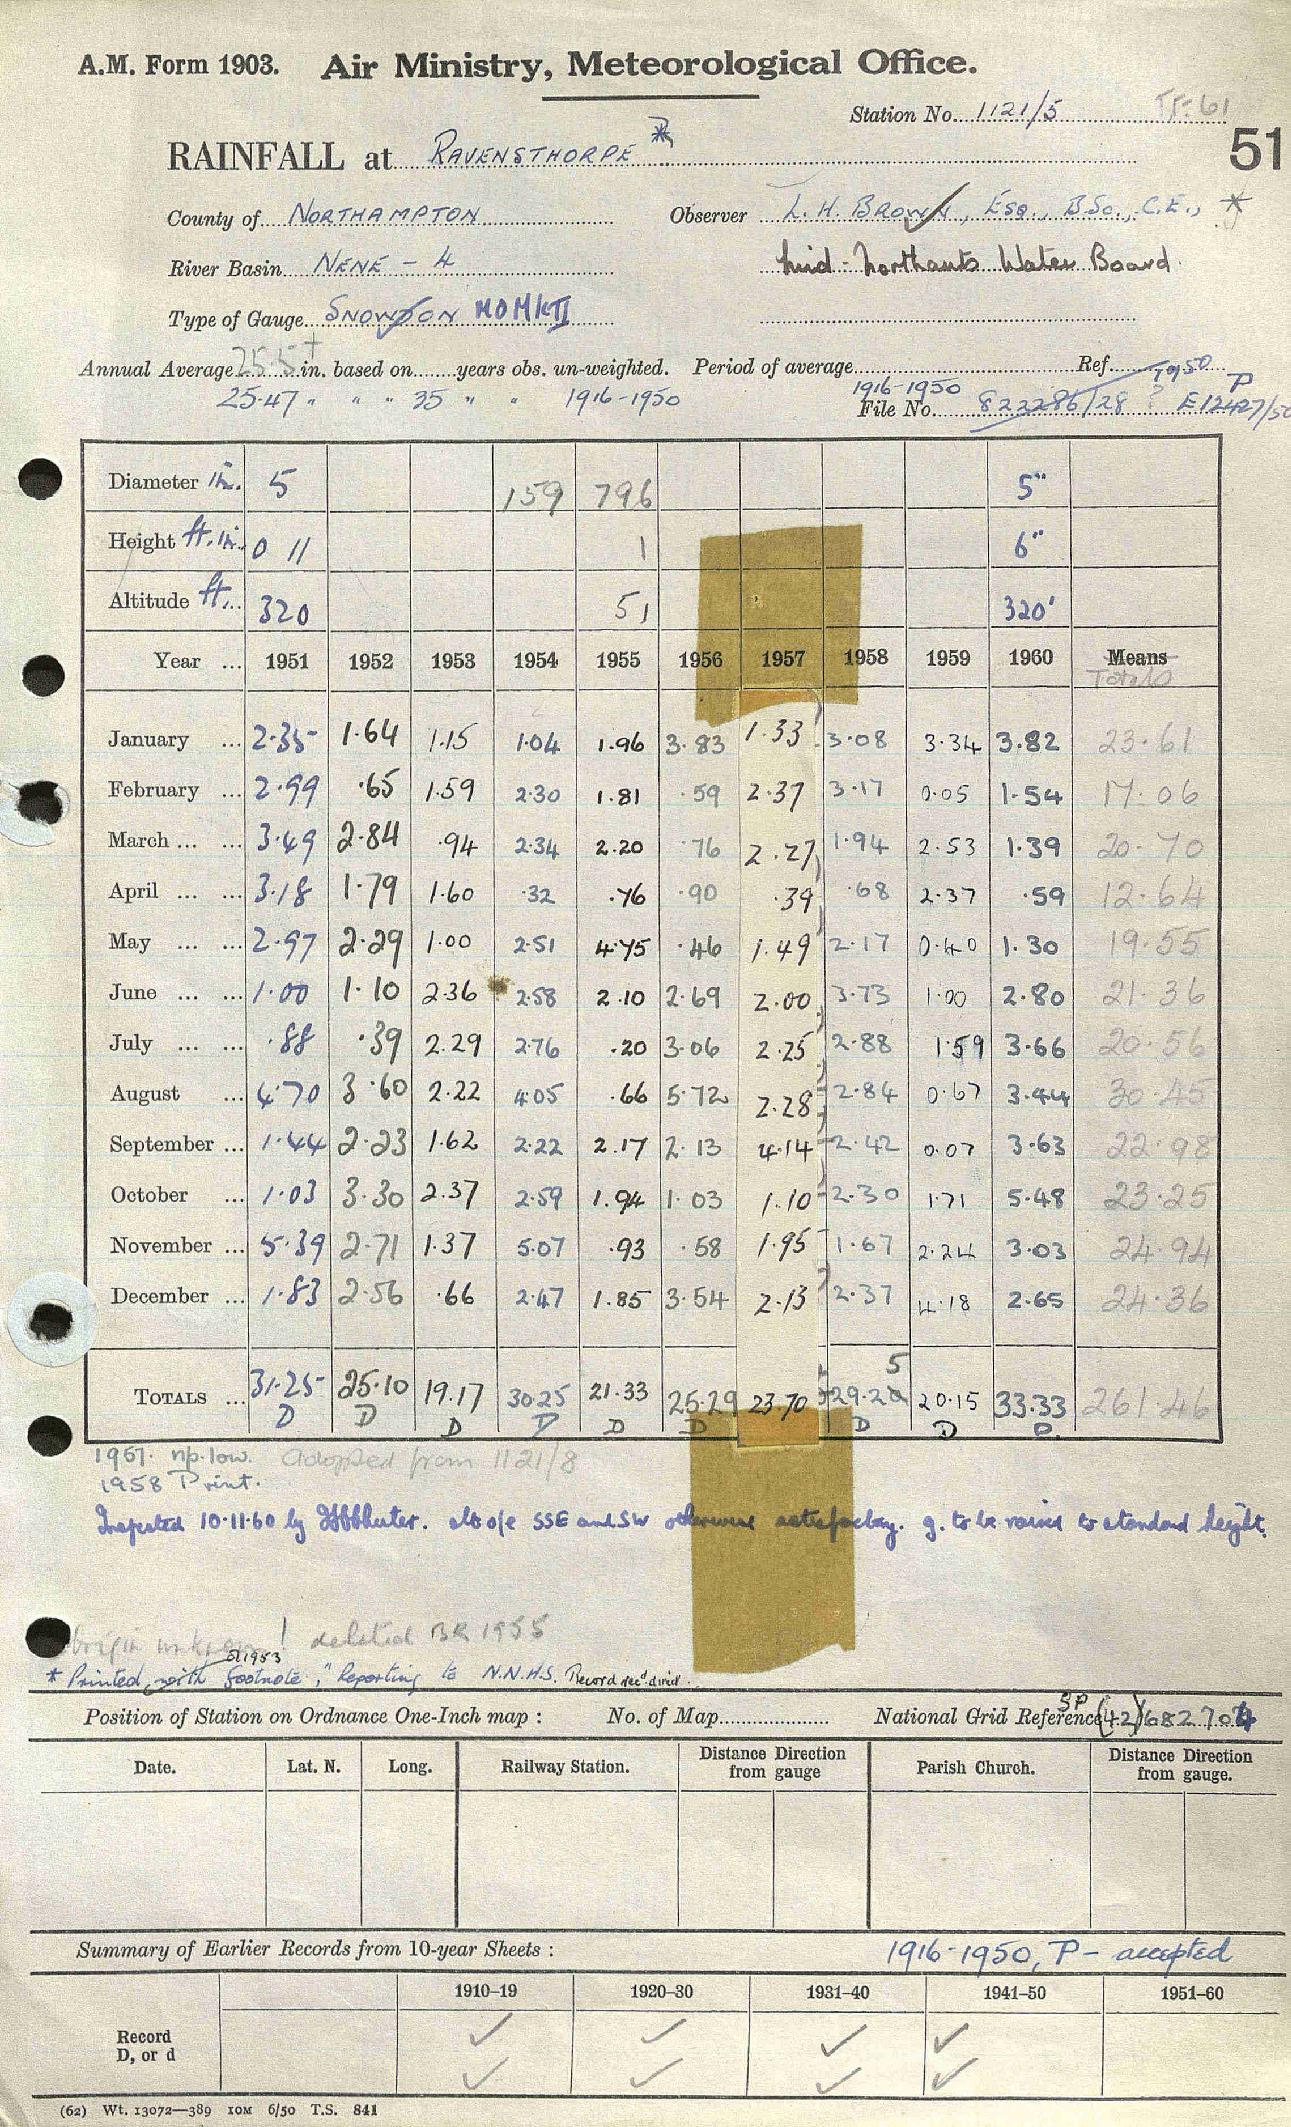 A.M. Form 1903. Air Ministry, Meteorological Office.
Station No. 1121/5
51
RAINFALL at RAVENSTHORPE
County of NORTHAMPTON Observer L. H. BROWN, ESQ., B.Sc., C.E., *
River Basin NENE - 4 Mid-Northants Water Board
Type of Gauge SNOWDON MO MK II
Annual Average 25.5 in. based on years obs. un-weighted. Period of average Ref.
25.47 " " " 35 " " 1916-1950 1916-1950
File No. 822286/28 ? E12427/50
Diameter in. 5 159 796 5"
Height ft. in. 0 11 1 6"
Altitude ft. 320 51 320'
Year ... 1951 1952 1953 1954 1955 1956 1957 1958 1959 1960 Means
Totals
January ... 2.35 1.64 1.15 1.04 1.96 3.83 1.33 3.08 3.34 3.82 23.61
February ... 2.99 .65 1.59 2.30 1.81 .59 2.37 3.17 0.05 1.54 17.06
March ... ... 3.49 2.84 .94 2.34 2.20 .76 2.27 1.94 2.53 1.39 20.70
April ... ... 3.18 1.79 1.60 .32 .76 .90 .39 .68 2.37 .59 12.64
May ... ... 2.97 2.29 1.00 2.51 4.75 .46 1.49 2.17 0.40 1.30 19.55
June ... ... 1.00 1.10 2.36 2.58 2.10 2.69 2.00 3.73 1.00 2.80 21.36
July ... ... .88 .39 2.29 2.76 .20 3.06 2.25 2.88 1.59 3.66 20.56
August ... 4.70 3.60 2.22 4.05 .66 5.72 2.28 2.84 0.67 3.44 30.45
September ... 1.44 2.23 1.62 2.22 2.17 2.13 4.14 2.42 0.07 3.63 22.98
October ... 1.03 3.30 2.37 2.59 1.94 1.03 1.10 2.30 1.71 5.48 23.25
November ... 5.39 2.71 1.37 5.07 .93 .58 1.95 1.67 2.24 3.03 24.94
December ... 1.83 2.56 .66 2.47 1.85 3.54 2.13 2.37 4.18 2.65 24.36
5
TOTALS ... 31.25 25.10 19.17 30.25 21.33 25.29 23.70 29.2 20.15 33.33 261.46
D D D D D D D D D
1957. np. low. Adopted from 1121/8
1958 Print.
Inspected 10.11.60 by SSE and SW otherwise satisfactory. g. to be raised to standard height.
origin unknown! deleted BR 1955
* Printed with footnote, "Reporting to N.N.H.S. Record rec'd direct.
Position of Station on Ordnance One-Inch map : No. of Map National Grid Reference SP (42) 682704
Date. Lat. N. Long. Railway Station. Distance Direction from gauge Parish Church. Distance Direction from gauge.
Summary of Earlier Records from 10-year Sheets : 1916-1950, P - accepted
1910–19 1920–30 1931–40 1941–50 1951–60
Record
D, or d
(62) Wt. 13072—389 10M 6/50 T.S. 841